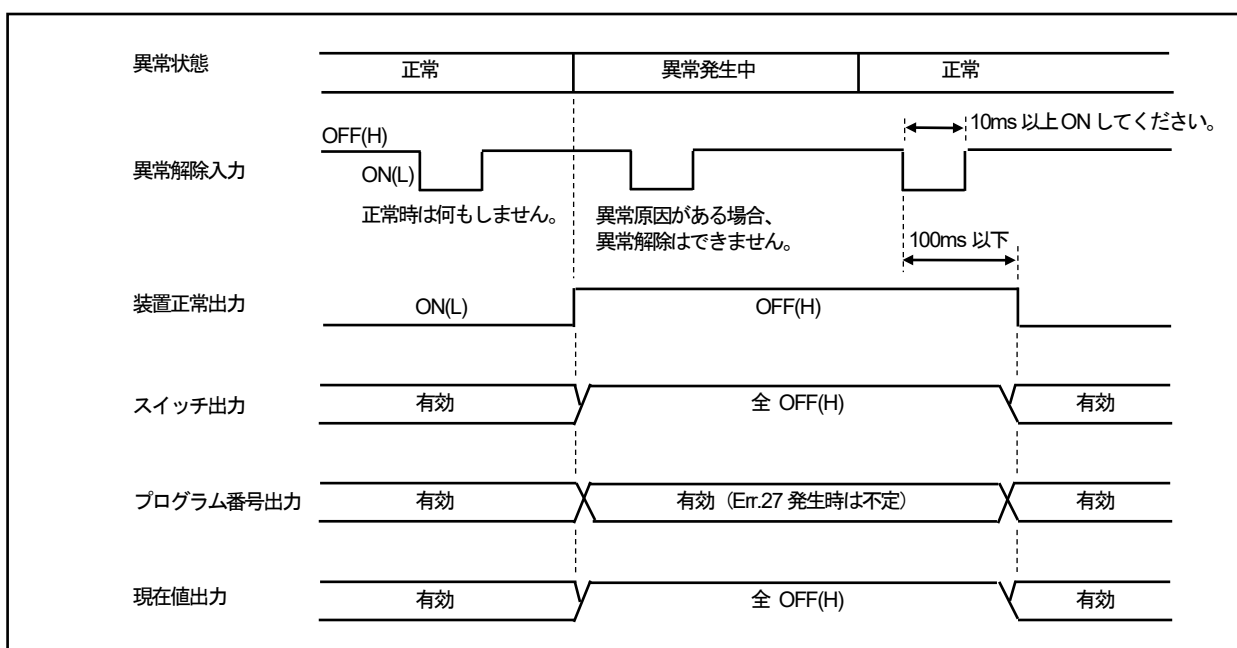 異常状態
正常
異常発生中
正常
10ms 以上 ON してください。
OFF(H)
異常解除入力
ON(L)
正常時は何もしません。
異常原因がある場合、
異常解除はできません。
100ms 以下
装置正常出力
ON(L)
OFF(H)
スイッチ出力
有効
全 OFF(H)
有効
プログラム番号出力
有効
有効（Err.27 発生時は不定）
有効
現在値出力
有効
全 OFF(H)
有効